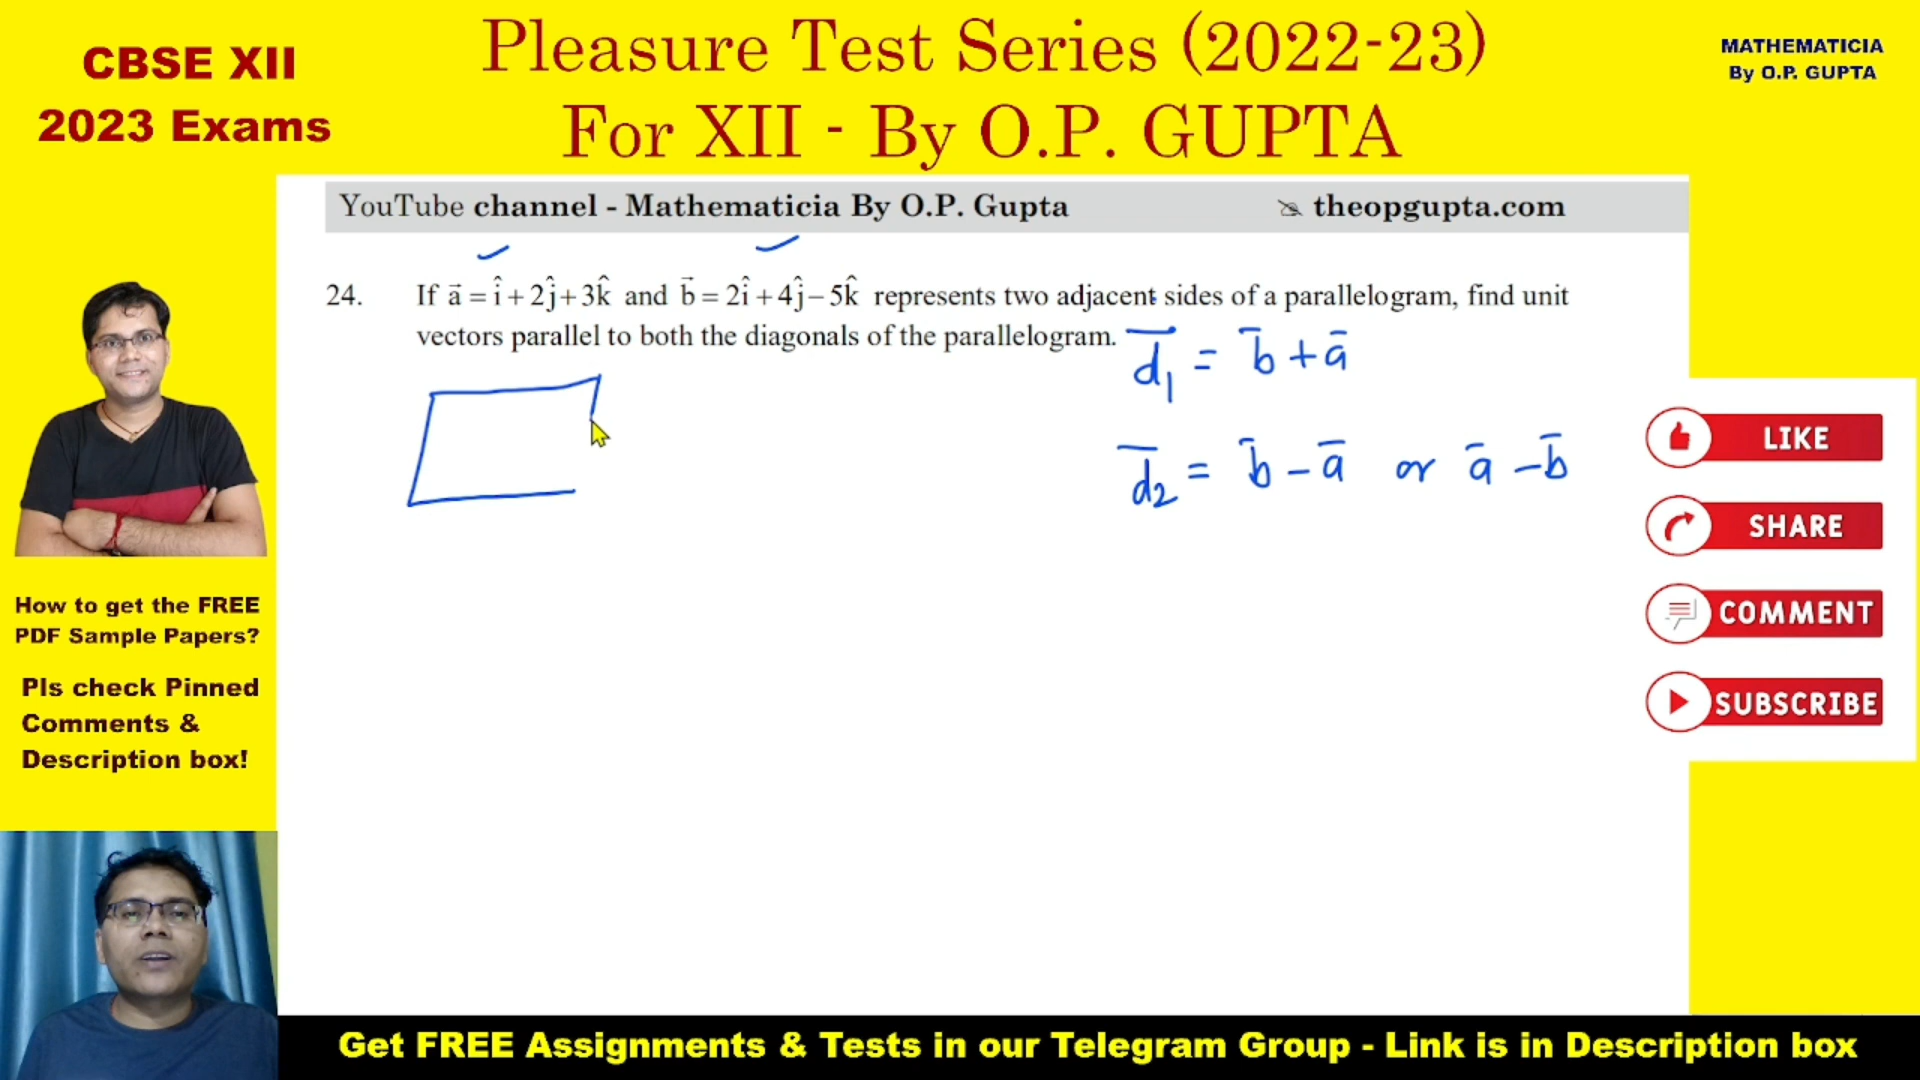 CBSE XII
2023 Exams
Pleasure Test Series (2022-23)
For XII - By O.P. GUPTA
MATHEMATICIA
By O.P. GUPTA
YouTube channel - Mathematicia By O.P. Gupta theopgupta.com
24. If a⃗ = î + 2ĵ + 3k̂ and b⃗ = 2î + 4ĵ − 5k̂ represents two adjacent sides of a parallelogram, find unit
vectors parallel to both the diagonals of the parallelogram.
d̄₁ = b̄ + ā
d̄₂ = b̄ − ā or ā − b̄
How to get the FREE
PDF Sample Papers?
Pls check Pinned
Comments &
Description box!
LIKE
SHARE
COMMENT
SUBSCRIBE
Get FREE Assignments & Tests in our Telegram Group - Link is in Description box